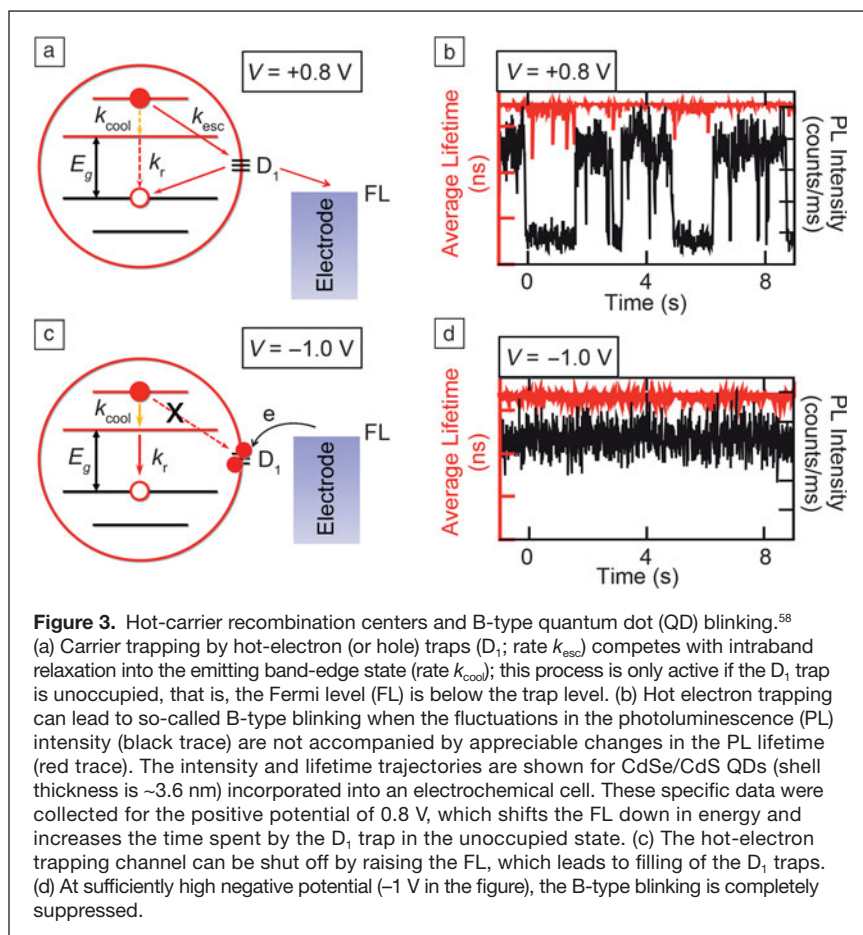 a
V = +0.8 V
kcool
kesc
Eg
kr
D1
FL
Electrode
b
V = +0.8 V
Average Lifetime
(ns)
PL Intensity
(counts/ms)
0 4 8
Time (s)
c
V = –1.0 V
kcool
X
e
FL
Eg
kr
D1
Electrode
d
V = –1.0 V
Average Lifetime
(ns)
PL Intensity
(counts/ms)
0 4 8
Time (s)
Figure 3. Hot-carrier recombination centers and B-type quantum dot (QD) blinking.58
(a) Carrier trapping by hot-electron (or hole) traps (D1; rate kesc) competes with intraband
relaxation into the emitting band-edge state (rate kcool); this process is only active if the D1 trap
is unoccupied, that is, the Fermi level (FL) is below the trap level. (b) Hot electron trapping
can lead to so-called B-type blinking when the fluctuations in the photoluminescence (PL)
intensity (black trace) are not accompanied by appreciable changes in the PL lifetime
(red trace). The intensity and lifetime trajectories are shown for CdSe/CdS QDs (shell
thickness is ~3.6 nm) incorporated into an electrochemical cell. These specific data were
collected for the positive potential of 0.8 V, which shifts the FL down in energy and
increases the time spent by the D1 trap in the unoccupied state. (c) The hot-electron
trapping channel can be shut off by raising the FL, which leads to filling of the D1 traps.
(d) At sufficiently high negative potential (–1 V in the figure), the B-type blinking is completely
suppressed.